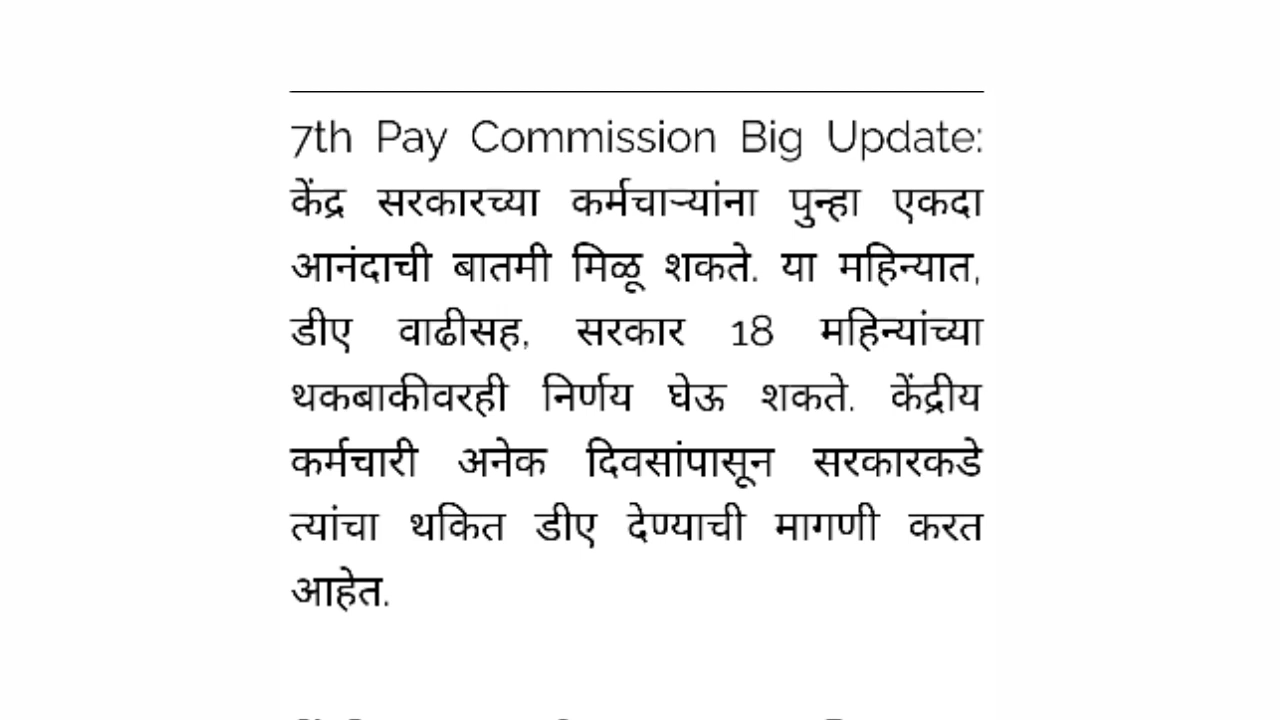 7th Pay Commission Big Update:
केंद्र सरकारच्या कर्मचाऱ्यांना पुन्हा एकदा
आनंदाची बातमी मिळू शकते. या महिन्यात,
डीए वाढीसह, सरकार 18 महिन्यांच्या
थकबाकीवरही निर्णय घेऊ शकते. केंद्रीय
कर्मचारी अनेक दिवसांपासून सरकारकडे
त्यांचा थकित डीए देण्याची मागणी करत
आहेत.